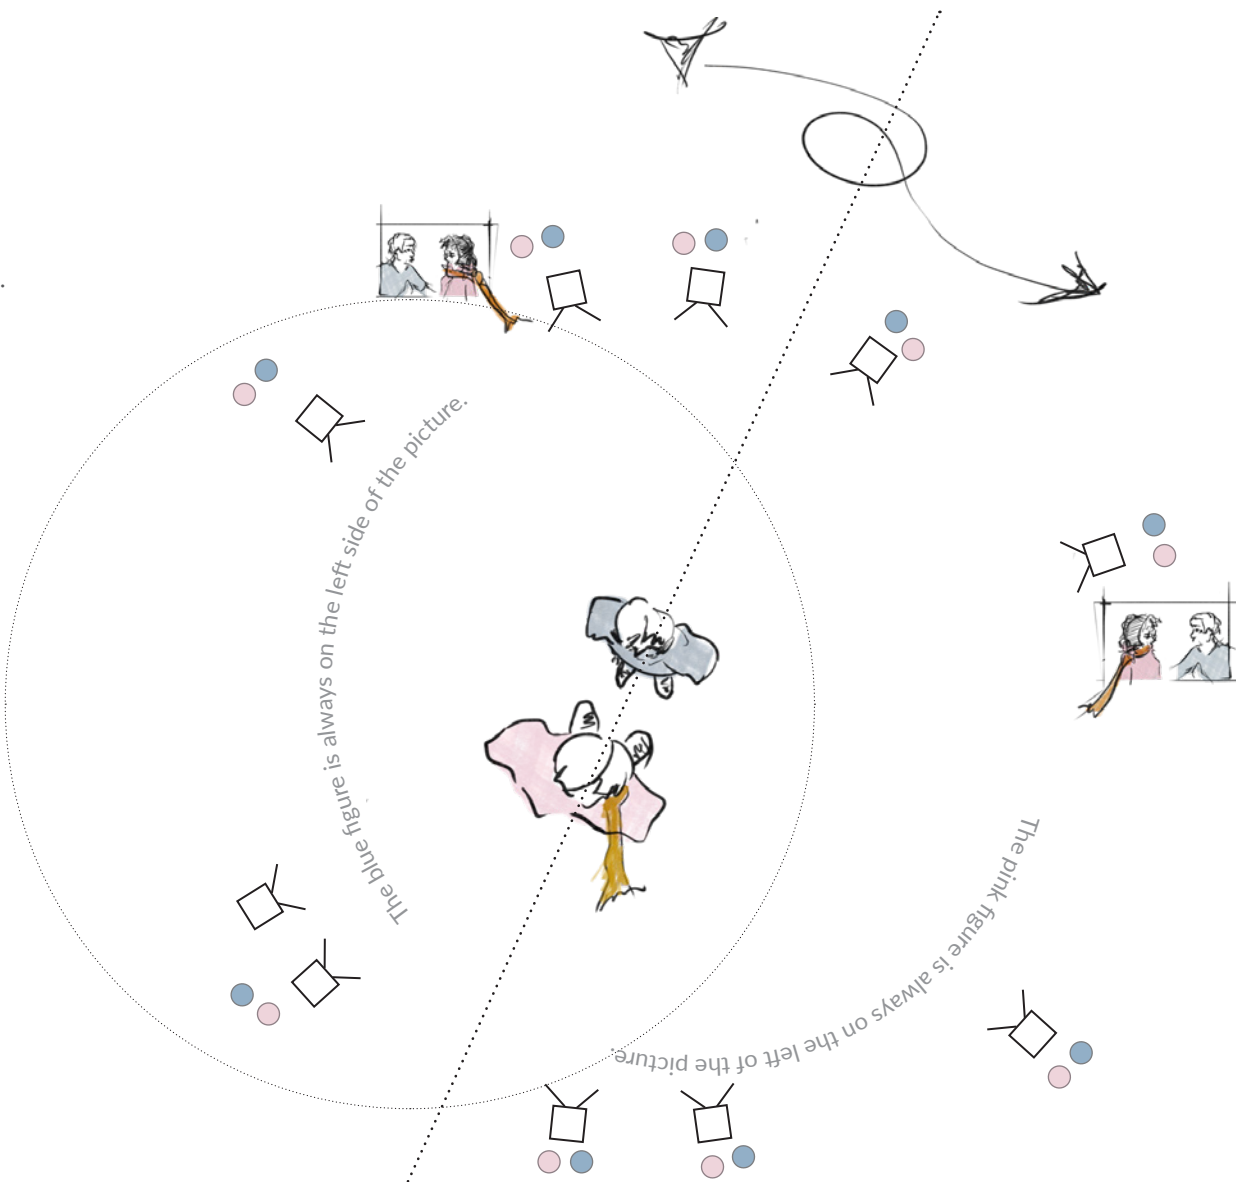 The blue figure is always on the left side of the picture.
The pink figure is always on the left of the picture.